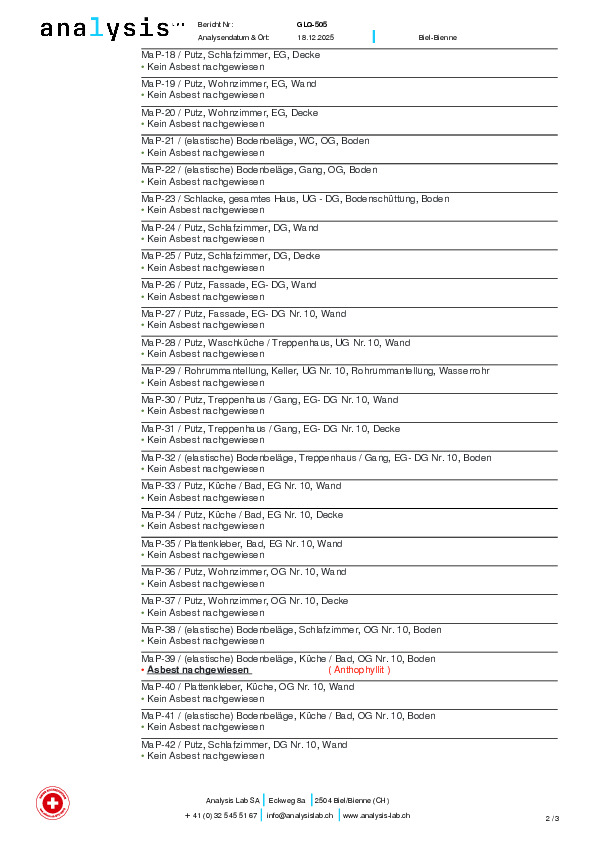 analysis
Bericht Nr.: GLO-505
Analysendatum & Ort: 18.12.2025 Biel-Bienne
MaP-18 / Putz, Schlafzimmer, EG, Decke
• Kein Asbest nachgewiesen
MaP-19 / Putz, Wohnzimmer, EG, Wand
• Kein Asbest nachgewiesen
MaP-20 / Putz, Wohnzimmer, EG, Decke
• Kein Asbest nachgewiesen
MaP-21 / (elastische) Bodenbeläge, WC, OG, Boden
• Kein Asbest nachgewiesen
MaP-22 / (elastische) Bodenbeläge, Gang, OG, Boden
• Kein Asbest nachgewiesen
MaP-23 / Schlacke, gesamtes Haus, UG - DG, Bodenschüttung, Boden
• Kein Asbest nachgewiesen
MaP-24 / Putz, Schlafzimmer, DG, Wand
• Kein Asbest nachgewiesen
MaP-25 / Putz, Schlafzimmer, DG, Decke
• Kein Asbest nachgewiesen
MaP-26 / Putz, Fassade, EG- DG, Wand
• Kein Asbest nachgewiesen
MaP-27 / Putz, Fassade, EG- DG Nr. 10, Wand
• Kein Asbest nachgewiesen
MaP-28 / Putz, Waschküche / Treppenhaus, UG Nr. 10, Wand
• Kein Asbest nachgewiesen
MaP-29 / Rohrummantellung, Keller, UG Nr. 10, Rohrummantellung, Wasserrohr
• Kein Asbest nachgewiesen
MaP-30 / Putz, Treppenhaus / Gang, EG- DG Nr. 10, Wand
• Kein Asbest nachgewiesen
MaP-31 / Putz, Treppenhaus / Gang, EG- DG Nr. 10, Decke
• Kein Asbest nachgewiesen
MaP-32 / (elastische) Bodenbeläge, Treppenhaus / Gang, EG- DG Nr. 10, Boden
• Kein Asbest nachgewiesen
MaP-33 / Putz, Küche / Bad, EG Nr. 10, Wand
• Kein Asbest nachgewiesen
MaP-34 / Putz, Küche / Bad, EG Nr. 10, Decke
• Kein Asbest nachgewiesen
MaP-35 / Plattenkleber, Bad, EG Nr. 10, Wand
• Kein Asbest nachgewiesen
MaP-36 / Putz, Wohnzimmer, OG Nr. 10, Wand
• Kein Asbest nachgewiesen
MaP-37 / Putz, Wohnzimmer, OG Nr. 10, Decke
• Kein Asbest nachgewiesen
MaP-38 / (elastische) Bodenbeläge, Schlafzimmer, OG Nr. 10, Boden
• Kein Asbest nachgewiesen
MaP-39 / (elastische) Bodenbeläge, Küche / Bad, OG Nr. 10, Boden
• Asbest nachgewiesen ( Anthophyllit )
MaP-40 / Plattenkleber, Küche, OG Nr. 10, Wand
• Kein Asbest nachgewiesen
MaP-41 / (elastische) Bodenbeläge, Küche / Bad, OG Nr. 10, Boden
• Kein Asbest nachgewiesen
MaP-42 / Putz, Schlafzimmer, DG Nr. 10, Wand
• Kein Asbest nachgewiesen
Analysis Lab SA | Eckweg 8a | 2504 Biel/Bienne (CH)
+ 41 (0) 32 545 51 67 | info@analysislab.ch | www.analysis-lab.ch
2 / 3